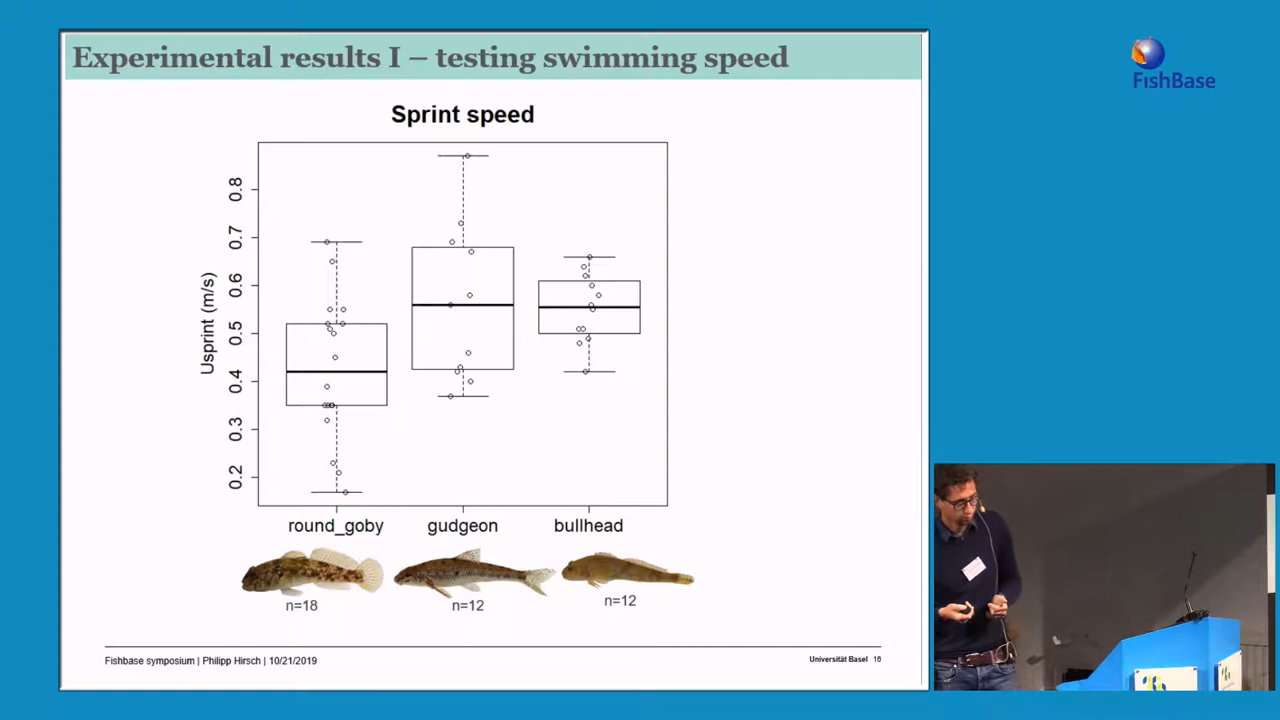 Experimental results I – testing swimming speed
FishBase
Sprint speed
Usprint (m/s)
0.8
0.7
0.6
0.5
0.4
0.3
0.2
round_goby gudgeon bullhead
n=18 n=12 n=12
Fishbase symposium | Philipp Hirsch | 10/21/2019
Universität Basel 16